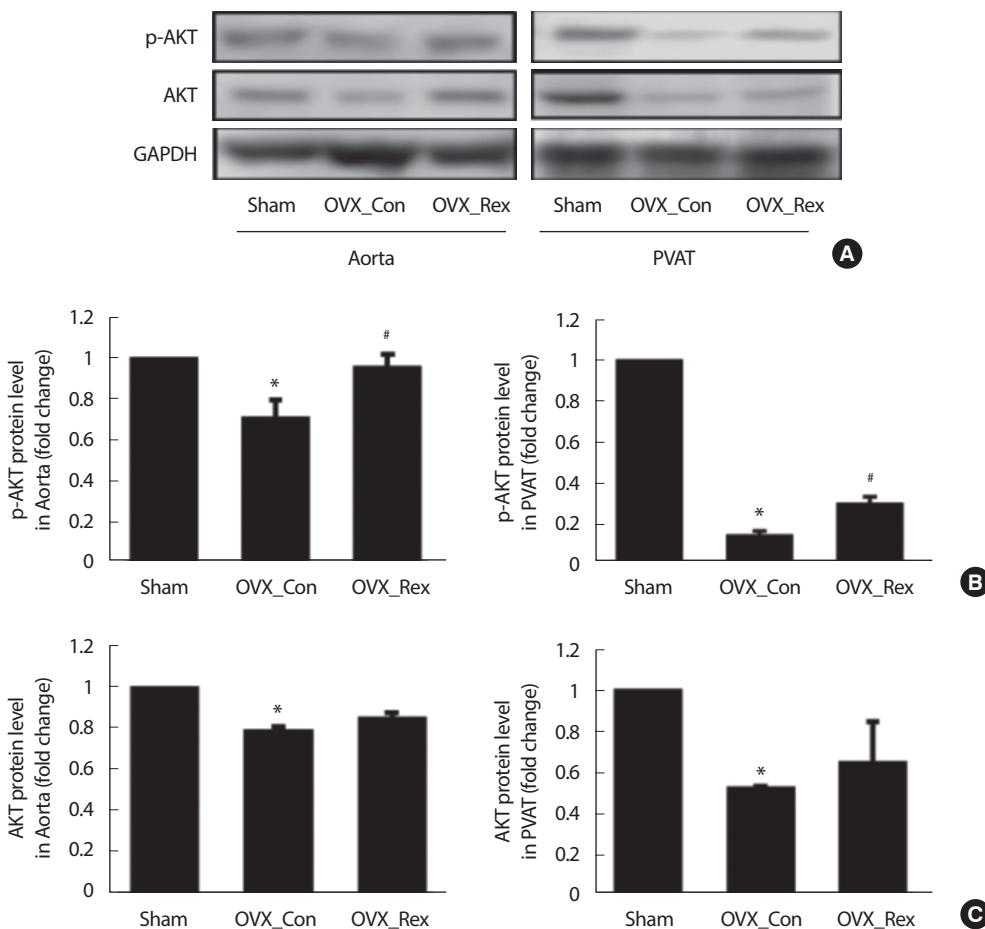 p-AKT
AKT
GAPDH
Sham OVX_Con OVX_Rex Sham OVX_Con OVX_Rex
Aorta PVAT
A
p-AKT protein level
in Aorta (fold change)
1.2
1
0.8
0.6
0.4
0.2
0
*
#
Sham OVX_Con OVX_Rex
p-AKT protein level
in PVAT (fold change)
1.2
1
0.8
0.6
0.4
0.2
0
*
#
Sham OVX_Con OVX_Rex
B
AKT protein level
in Aorta (fold change)
1.2
1
0.8
0.6
0.4
0.2
0
*
Sham OVX_Con OVX_Rex
AKT protein level
in PVAT (fold change)
1.2
1
0.8
0.6
0.4
0.2
0
*
Sham OVX_Con OVX_Rex
C